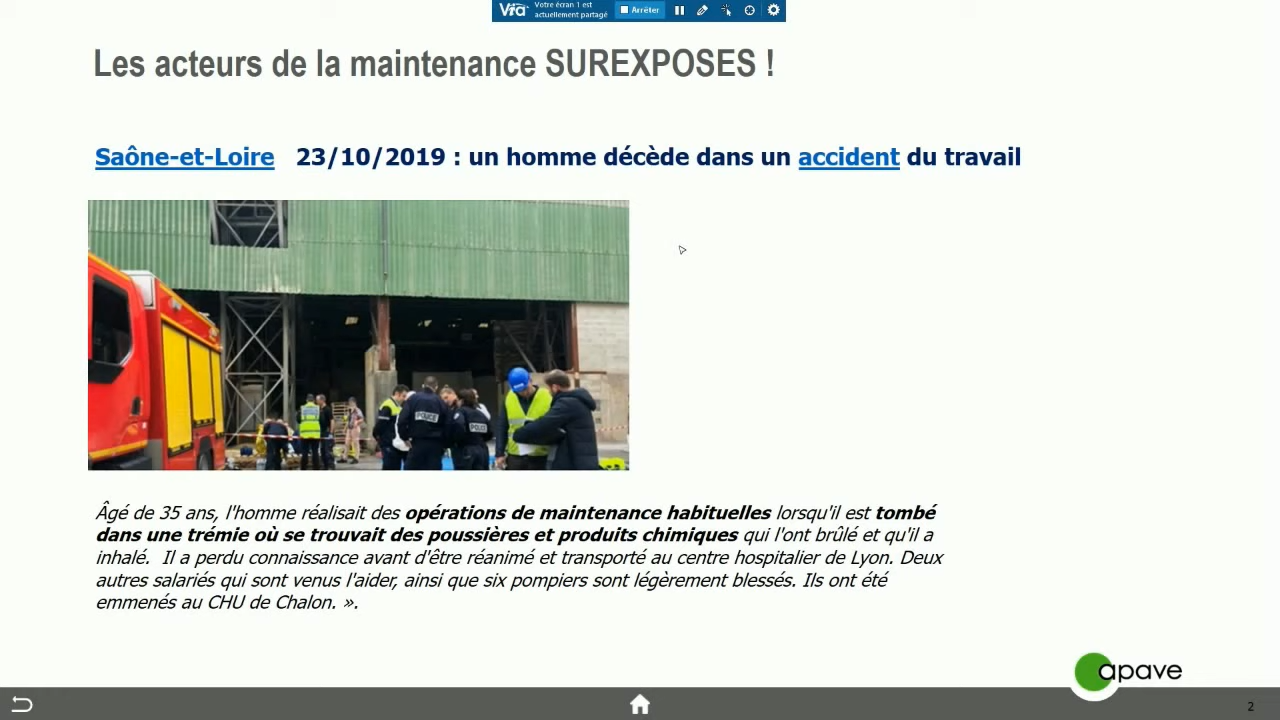 Votre écran 1 est
actuellement partagé
Arrêter
Les acteurs de la maintenance SUREXPOSES !
Saône-et-Loire 23/10/2019 : un homme décède dans un accident du travail
POLICE
POLICE
Âgé de 35 ans, l'homme réalisait des opérations de maintenance habituelles lorsqu'il est tombé
dans une trémie où se trouvait des poussières et produits chimiques qui l'ont brûlé et qu'il a
inhalé. Il a perdu connaissance avant d'être réanimé et transporté au centre hospitalier de Lyon. Deux
autres salariés qui sont venus l'aider, ainsi que six pompiers sont légèrement blessés. Ils ont été
emmenés au CHU de Chalon. ».
apave
2